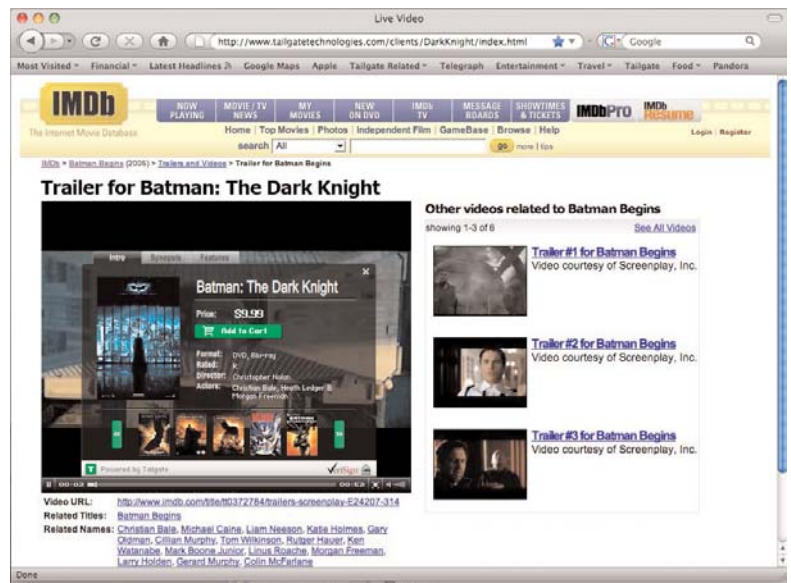 Live Video
http://www.tailgatetechnologies.com/clients/DarkKnight/index.html
Google
Most Visited Financial Latest Headlines Google Maps Apple Tailgate Related Telegraph Entertainment Travel Tailgate Food Pandora
IMDb
The Internet Movie Database
NOW PLAYING
MOVIE / TV NEWS
MY MOVIES
NEW ON DVD
IMDb TV
MESSAGE BOARDS
SHOWTIMES & TICKETS
IMDbPro
IMDb Resume
Home | Top Movies | Photos | Independent Film | GameBase | Browse | Help
Login | Register
search All go more | tips
IMDb > Batman Begins (2005) > Trailers and Videos > Trailer for Batman Begins
Trailer for Batman: The Dark Knight
Intro Synopsis Features
Batman: The Dark Knight
Price: $9.99
Add to Cart
Format: DVD, Blu-ray
Rated: R
Director: Christopher Nolan
Actors: Christian Bale, Heath Ledger &
Morgan Freeman
T Powered by Tailgate
VeriSign
00:03 00:53
Other videos related to Batman Begins
showing 1-3 of 6 See All Videos
Trailer #1 for Batman Begins
Video courtesy of Screenplay, Inc.
Trailer #2 for Batman Begins
Video courtesy of Screenplay, Inc.
Trailer #3 for Batman Begins
Video courtesy of Screenplay, Inc.
Video URL: http://www.imdb.com/title/tt0372784/trailers-screenplay-E24207-314
Related Titles: Batman Begins
Related Names: Christian Bale, Michael Caine, Liam Neeson, Katie Holmes, Gary
Oldman, Cillian Murphy, Tom Wilkinson, Rutger Hauer, Ken
Watanabe, Mark Boone Junior, Linus Roache, Morgan Freeman,
Larry Holden, Gerard Murphy, Colin McFarlane
Done